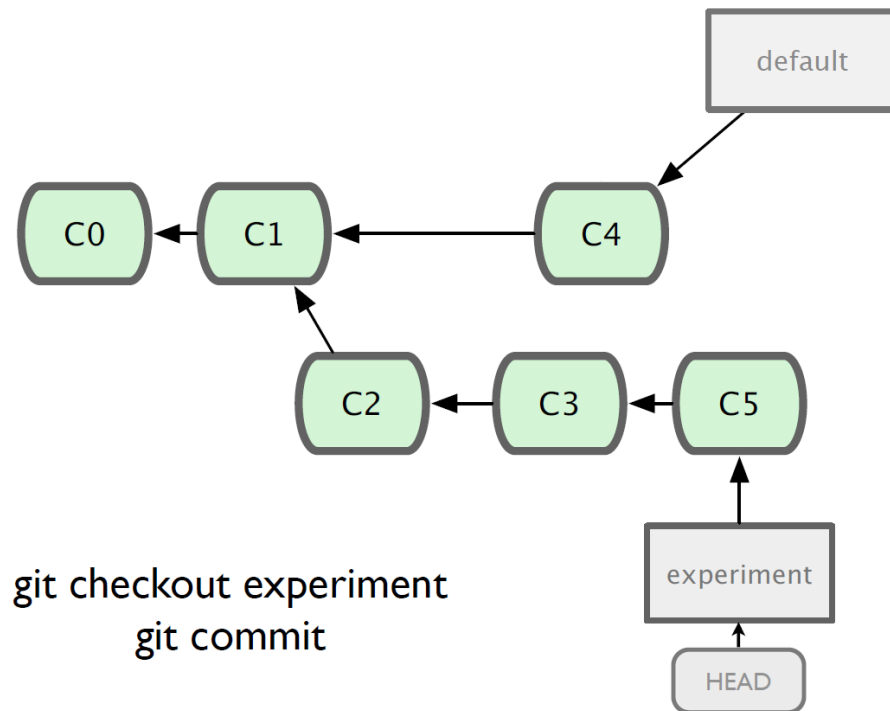 default
C0
C1
C4
C2
C3
C5
experiment
git checkout experiment
git commit
HEAD